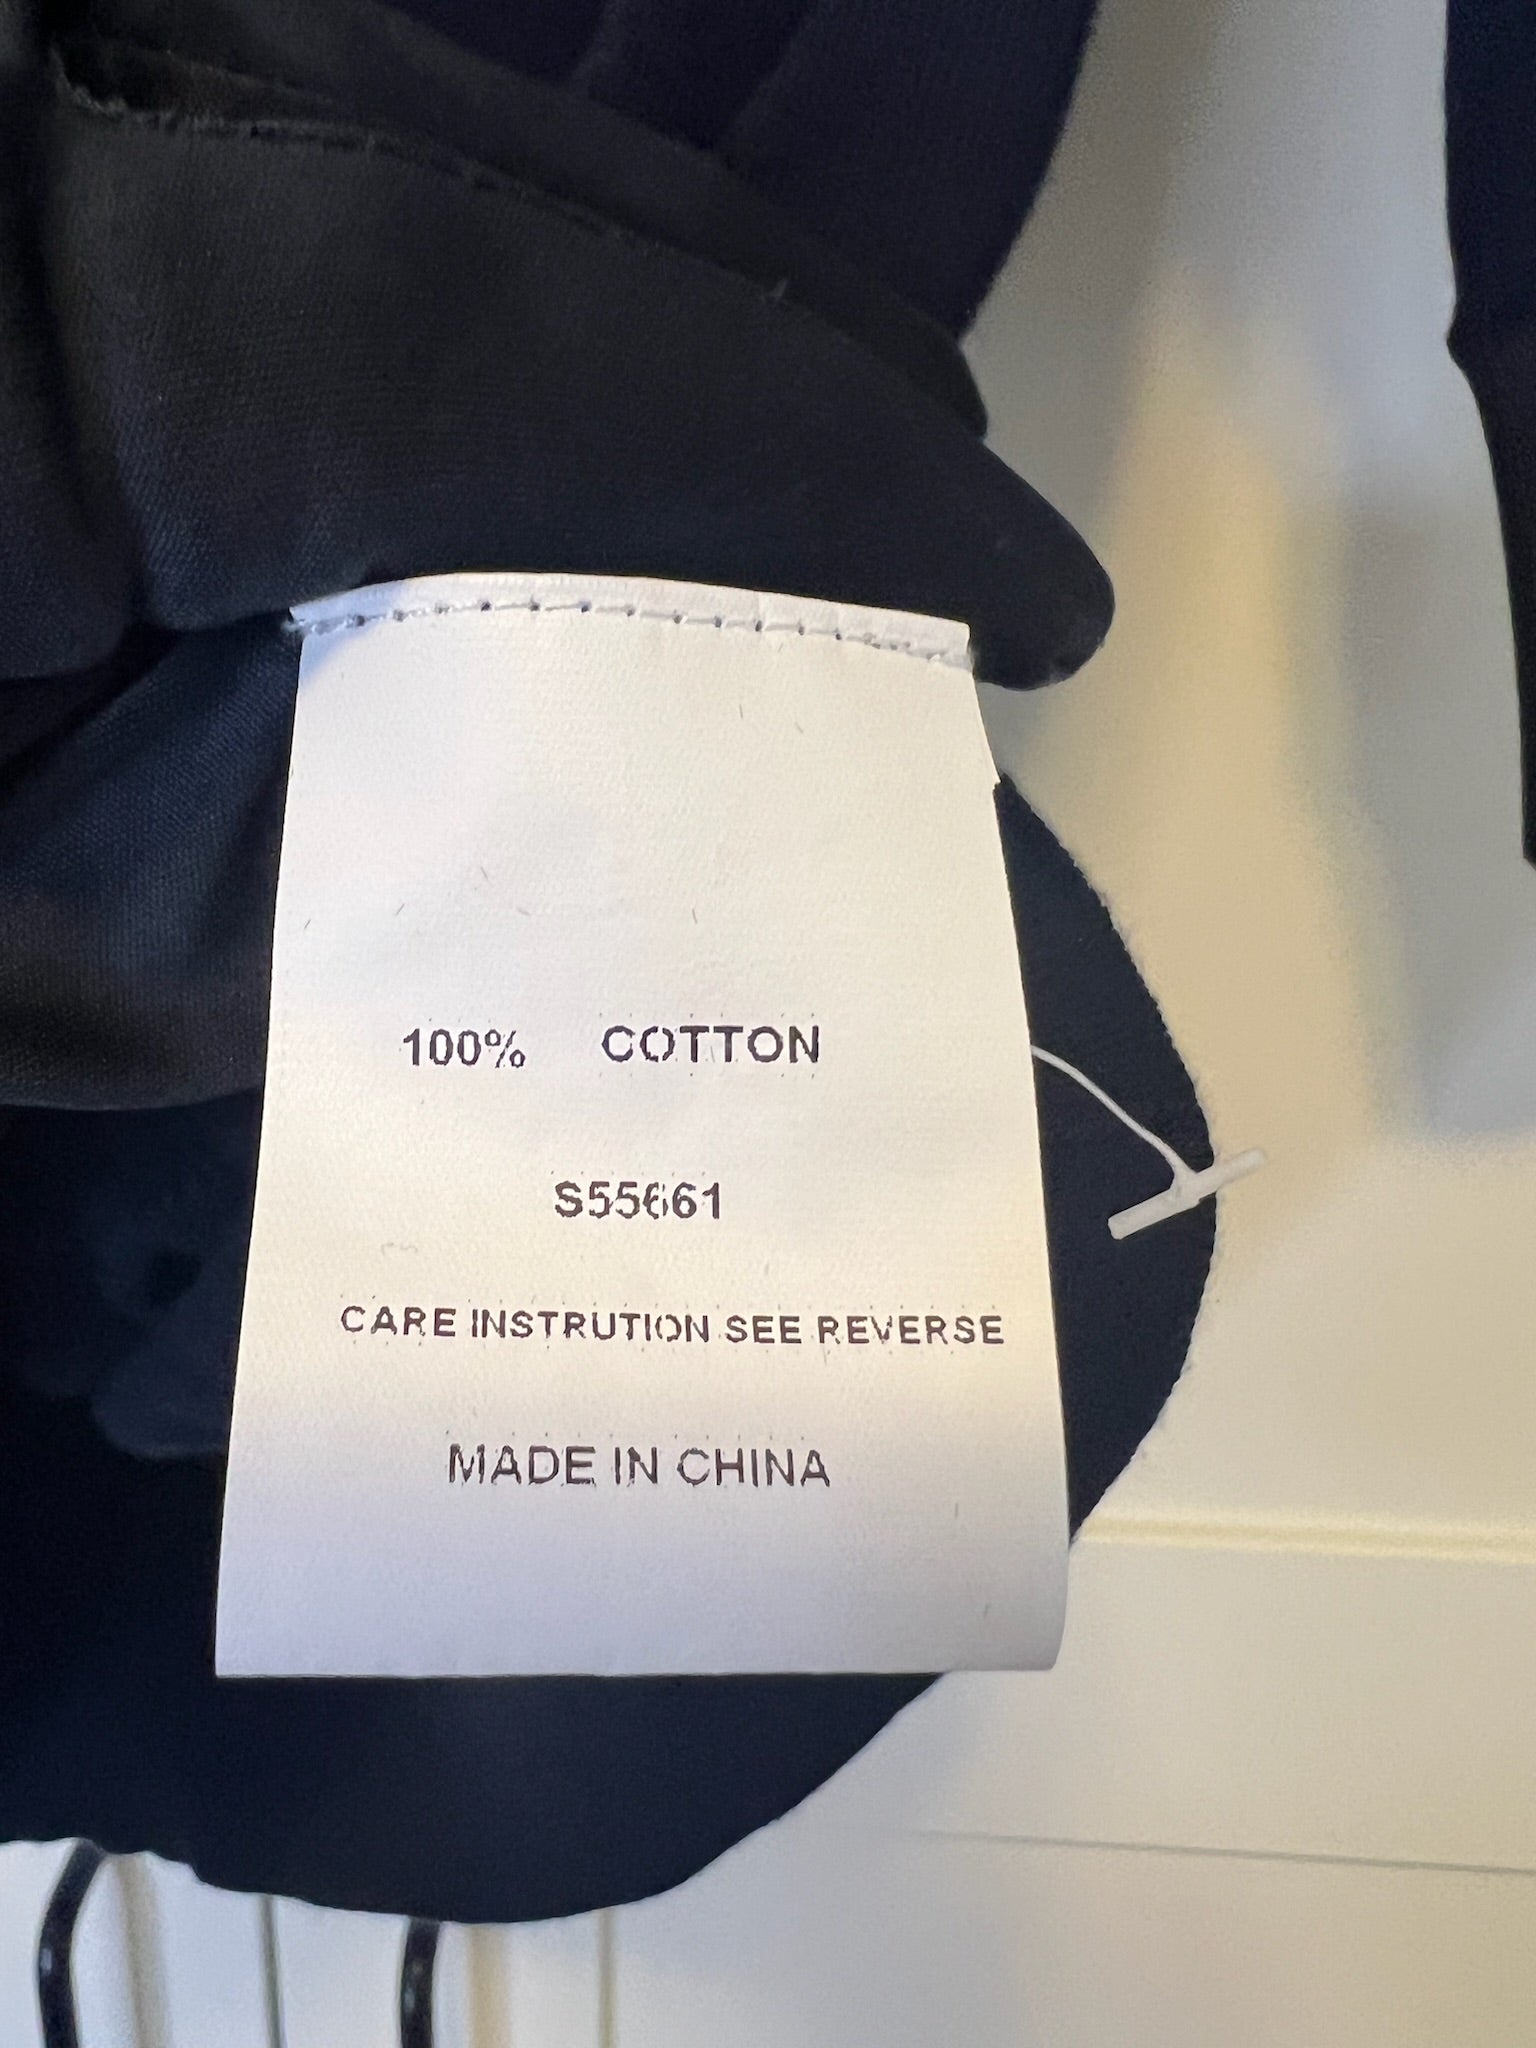 100% COTTON
S55661
CARE INSTRUTION SEE REVERSE
MADE IN CHINA